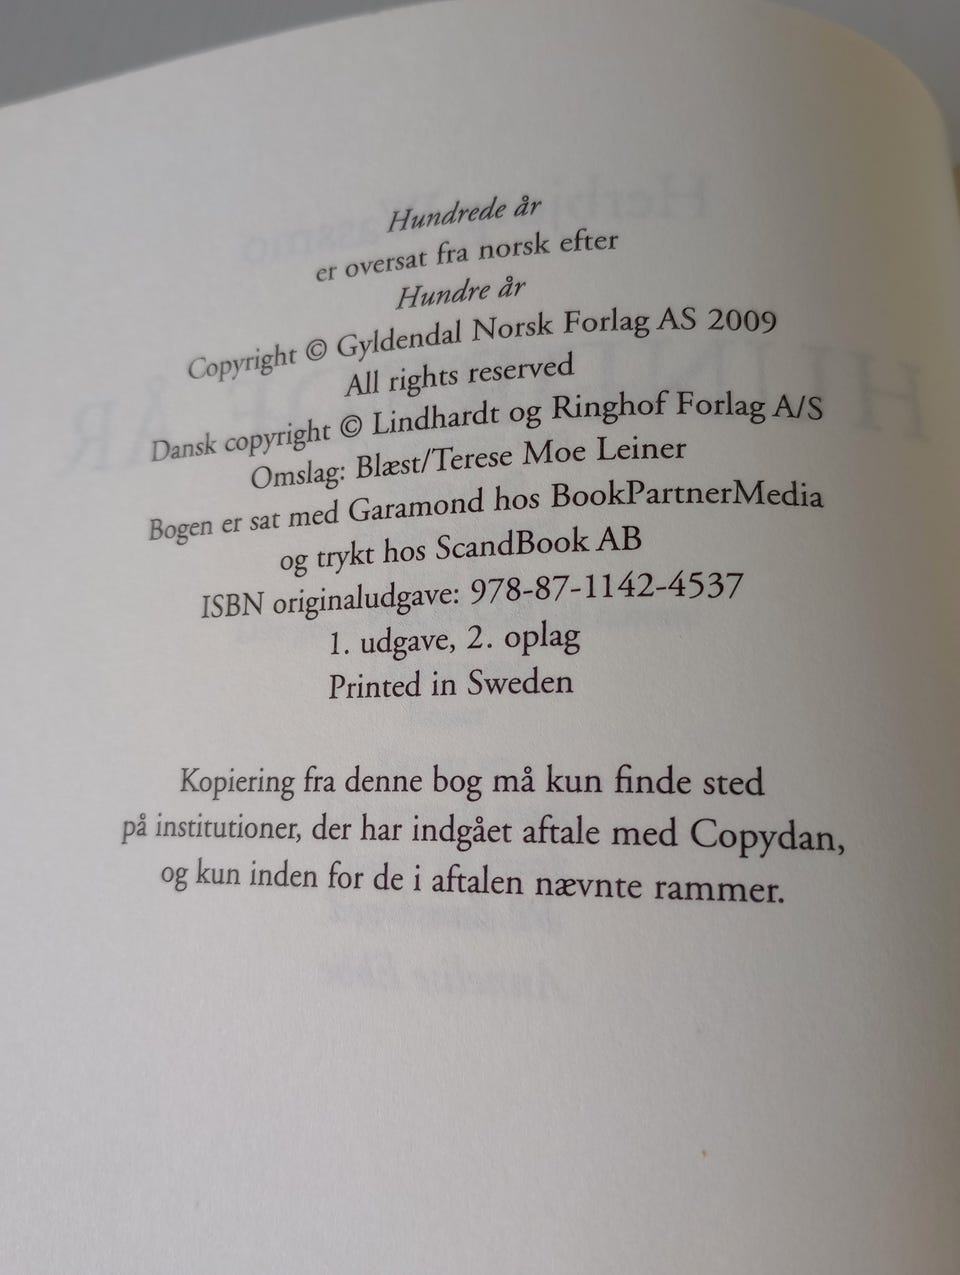 Hundrede år
er oversat fra norsk efter
Hundre år
Copyright © Gyldendal Norsk Forlag AS 2009
All rights reserved
Dansk copyright © Lindhardt og Ringhof Forlag A/S
Omslag: Blæst/Terese Moe Leiner
Bogen er sat med Garamond hos BookPartnerMedia
og trykt hos ScandBook AB
ISBN originaludgave: 978-87-1142-4537
1. udgave, 2. oplag
Printed in Sweden
Kopiering fra denne bog må kun finde sted
på institutioner, der har indgået aftale med Copydan,
og kun inden for de i aftalen nævnte rammer.